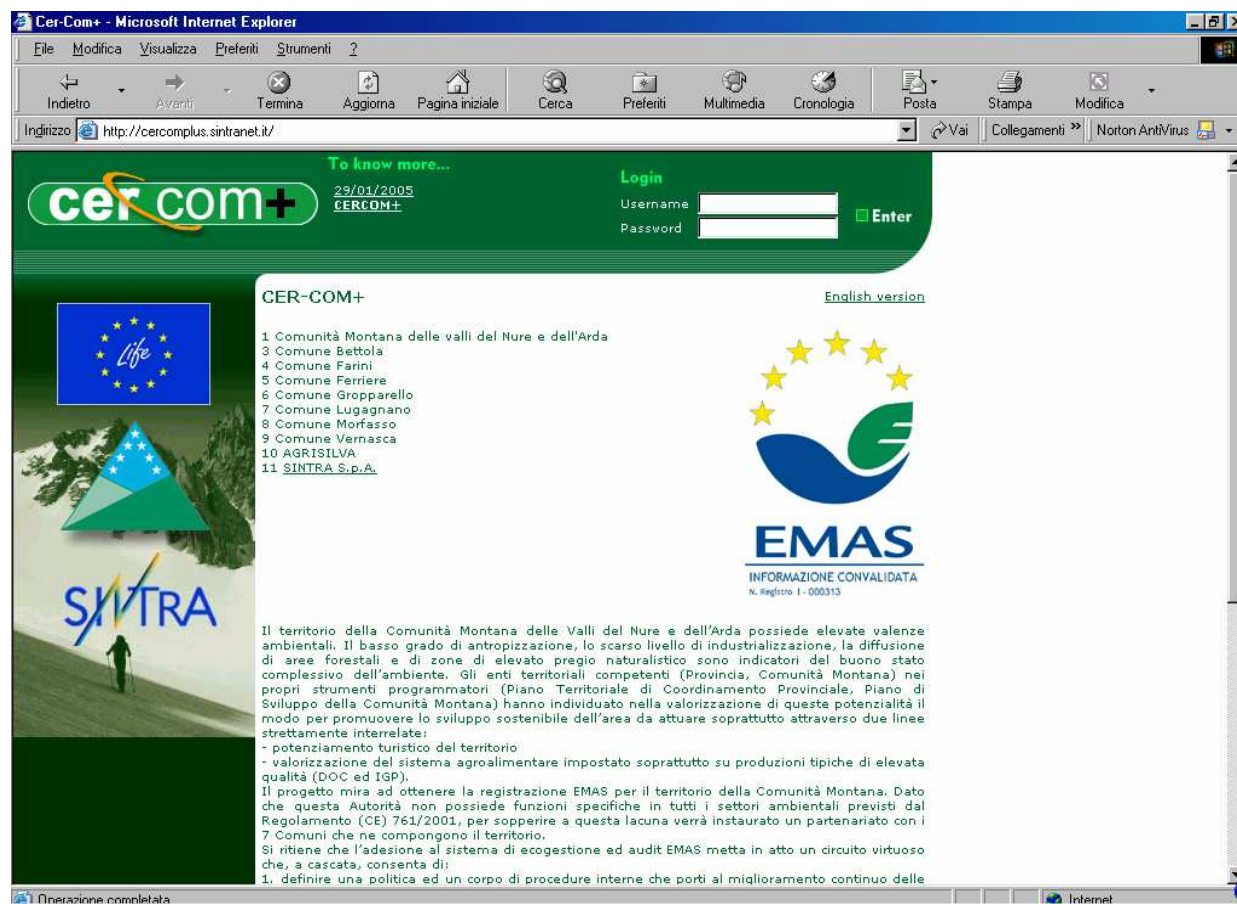 Cer-Com+ - Microsoft Internet Explorer
File Modifica Visualizza Preferiti Strumenti ?
Indietro Avanti Termina Aggiorna Pagina iniziale Cerca Preferiti Multimedia Cronologia Posta Stampa Modifica
Indirizzo http://cercomplus.sintranet.it/ Vai Collegamenti » Norton AntiVirus
cer com+
To know more...
29/01/2005
CERCOM+
Login
Username
Password
Enter
CER-COM+
English version
1 Comunità Montana delle valli del Nure e dell'Arda
3 Comune Bettola
4 Comune Farini
5 Comune Ferriere
6 Comune Gropparello
7 Comune Lugagnano
8 Comune Morfasso
9 Comune Vernasca
10 AGRISILVA
11 SINTRA S.p.A.
Life
SINTRA
EMAS
INFORMAZIONE CONVALIDATA
N. Registro I - 000313
Il territorio della Comunità Montana delle Valli del Nure e dell'Arda possiede elevate valenze
ambientali. Il basso grado di antropizzazione, lo scarso livello di industrializzazione, la diffusione
di aree forestali e di zone di elevato pregio naturalistico sono indicatori del buono stato
complessivo dell'ambiente. Gli enti territoriali competenti (Provincia, Comunità Montana) nei
propri strumenti programmatori (Piano Territoriale di Coordinamento Provinciale, Piano di
Sviluppo della Comunità Montana) hanno individuato nella valorizzazione di queste potenzialità il
modo per promuovere lo sviluppo sostenibile dell'area da attuare soprattutto attraverso due linee
strettamente interrelate:
- potenziamento turistico del territorio
- valorizzazione del sistema agroalimentare impostato soprattutto su produzioni tipiche di elevata
qualità (DOC ed IGP).
Il progetto mira ad ottenere la registrazione EMAS per il territorio della Comunità Montana. Dato
che questa Autorità non possiede funzioni specifiche in tutti i settori ambientali previsti dal
Regolamento (CE) 761/2001, per sopperire a questa lacuna verrà instaurato un partenariato con i
7 Comuni che ne compongono il territorio.
Si ritiene che l'adesione al sistema di ecogestione ed audit EMAS metta in atto un circuito virtuoso
che, a cascata, consenta di:
1. definire una politica ed un corpo di procedure interne che porti al miglioramento continuo delle
Operazione completata
Internet